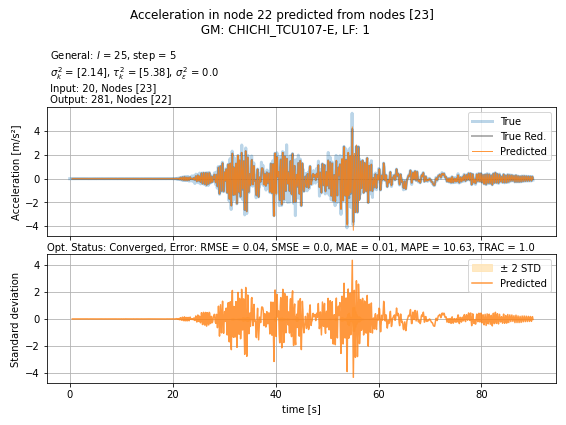 Acceleration in node 22 predicted from nodes [23]
GM: CHICHI_TCU107-E, LF: 1
General: l = 25, step = 5
σ²ₖ = [2.14], τ²ₖ = [5.38], σ²ₑ = 0.0
Input: 20, Nodes [23]
Output: 281, Nodes [22]
Acceleration [m/s²]
4
2
0
−2
−4
True
True Red.
Predicted
Opt. Status: Converged, Error: RMSE = 0.04, SMSE = 0.0, MAE = 0.01, MAPE = 10.63, TRAC = 1.0
Standard deviation
4
2
0
−2
−4
± 2 STD
Predicted
0 20 40 60 80
time [s]